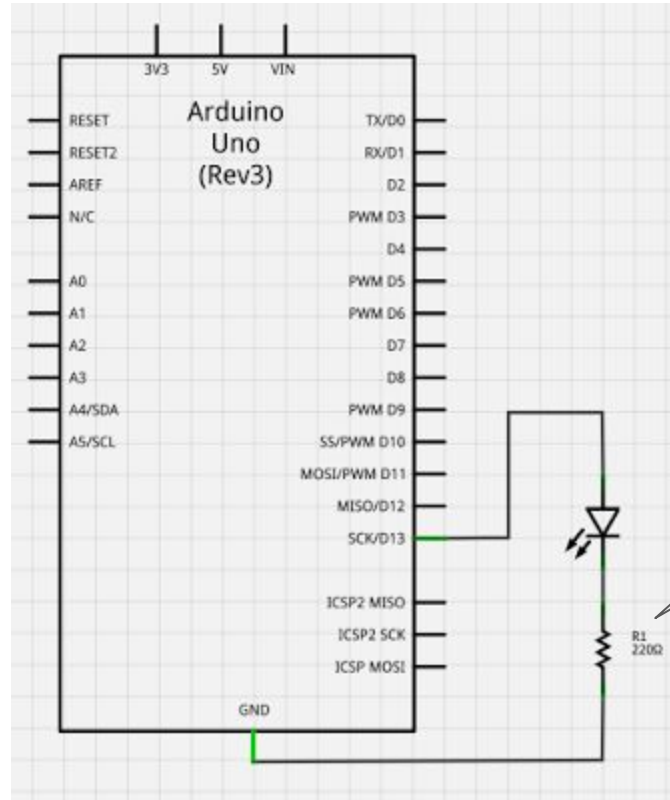 3V3 5V VIN
Arduino
Uno
(Rev3)
RESET
RESET2
AREF
N/C
A0
A1
A2
A3
A4/SDA
A5/SCL
TX/D0
RX/D1
D2
PWM D3
D4
PWM D5
PWM D6
D7
D8
PWM D9
SS/PWM D10
MOSI/PWM D11
MISO/D12
SCK/D13
ICSP2 MISO
ICSP2 SCK
ICSP MOSI
GND
R1
220Ω